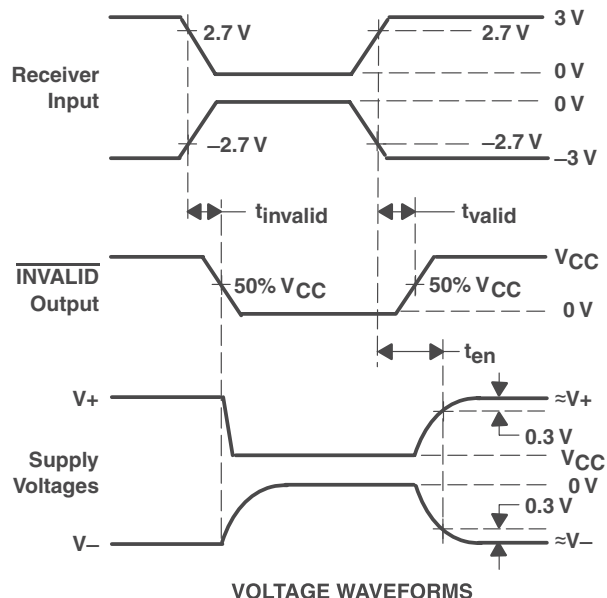 3 V
2.7 V
2.7 V
Receiver
Input
0 V
0 V
–2.7 V
–2.7 V
–3 V
tinvalid
tvalid
INVALID
Output
VCC
50% VCC
50% VCC
0 V
ten
V+
≈V+
0.3 V
Supply
Voltages
VCC
0 V
0.3 V
V–
≈V–
VOLTAGE WAVEFORMS